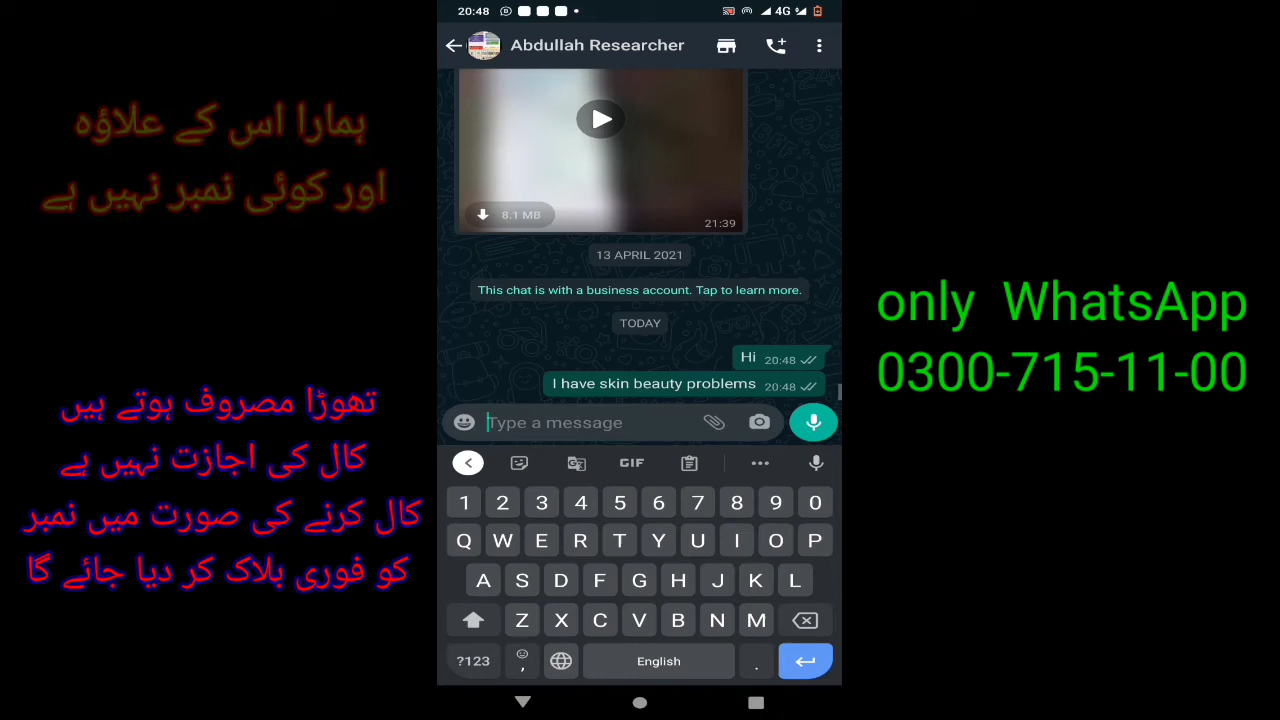 20:48
4G
Abdullah Researcher
8.1 MB
21:39
13 APRIL 2021
This chat is with a business account. Tap to learn more.
TODAY
Hi 20:48
I have skin beauty problems 20:48
Type a message
GIF
1 2 3 4 5 6 7 8 9 0
Q W E R T Y U I O P
A S D F G H J K L
Z X C V B N M
?123 , English .
ہمارا اس کے علاؤہ
اور کوئی نمبر نہیں ہے
تھوڑا مصروف ہوتے ہیں
کال کی اجازت نہیں ہے
کال کرنے کی صورت میں نمبر
کو فوری بلاک کر دیا جائے گا
only WhatsApp
0300-715-11-00